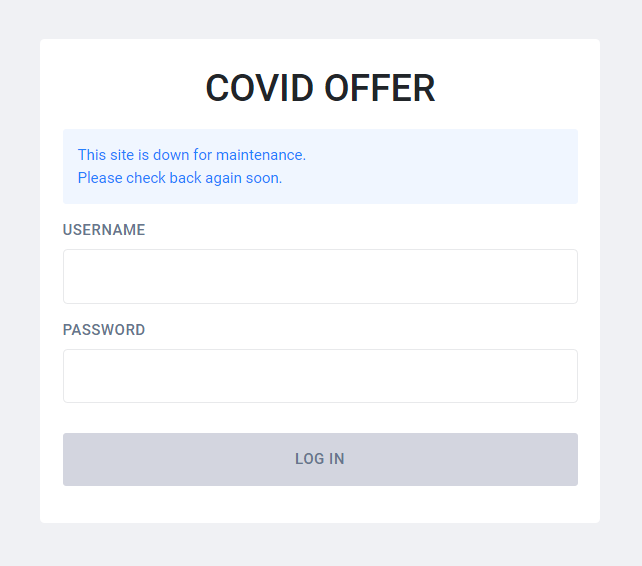 COVID OFFER
This site is down for maintenance.
Please check back again soon.
USERNAME
PASSWORD
LOG IN